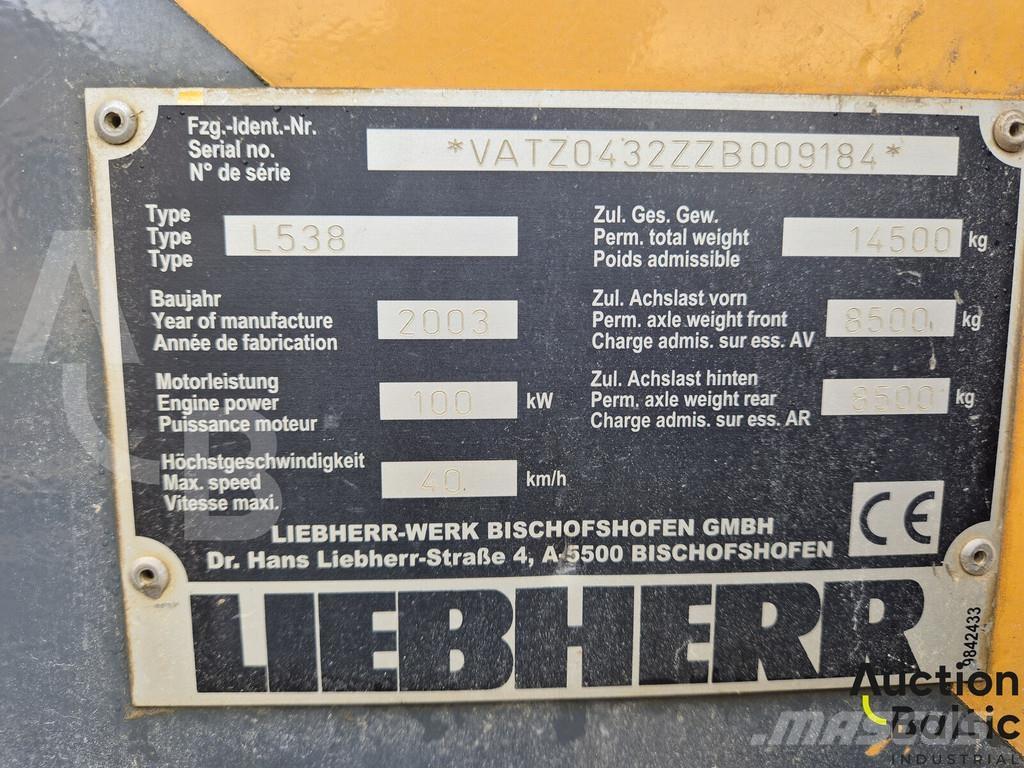 Fzg.-Ident.-Nr.
Serial no.
N° de série
*VATZ0432ZZB009184*
Type
Type
Type
L538
Zul. Ges. Gew.
Perm. total weight
Poids admissible
14500 kg
Baujahr
Year of manufacture
Année de fabrication
2003
Zul. Achslast vorn
Perm. axle weight front
Charge admis. sur ess. AV
8500 kg
Motorleistung
Engine power
Puissance moteur
100 kW
Zul. Achslast hinten
Perm. axle weight rear
Charge admis. sur ess. AR
8500 kg
Höchstgeschwindigkeit
Max. speed
Vitesse maxi.
40. km/h
CE
LIEBHERR-WERK BISCHOFSHOFEN GMBH
Dr. Hans Liebherr-Straße 4, A-5500 BISCHOFSHOFEN
LIEBHERR
9842433
Auction
Baltic
INDUSTRIAL
MASCUS
A
B